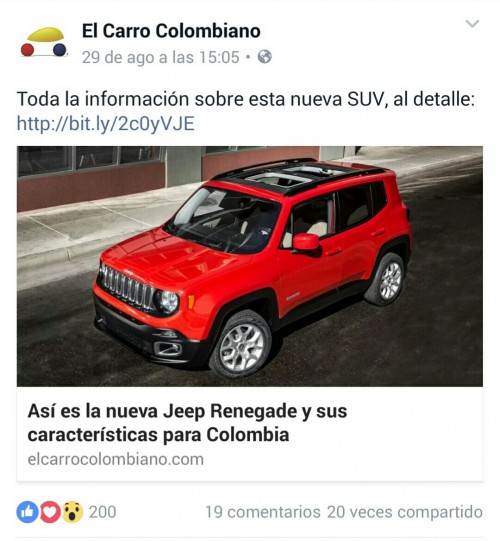 El Carro Colombiano
29 de ago a las 15:05 •
Toda la información sobre esta nueva SUV, al detalle:
http://bit.ly/2c0yVJE
Así es la nueva Jeep Renegade y sus
características para Colombia
elcarrocolombiano.com
200 19 comentarios 20 veces compartido